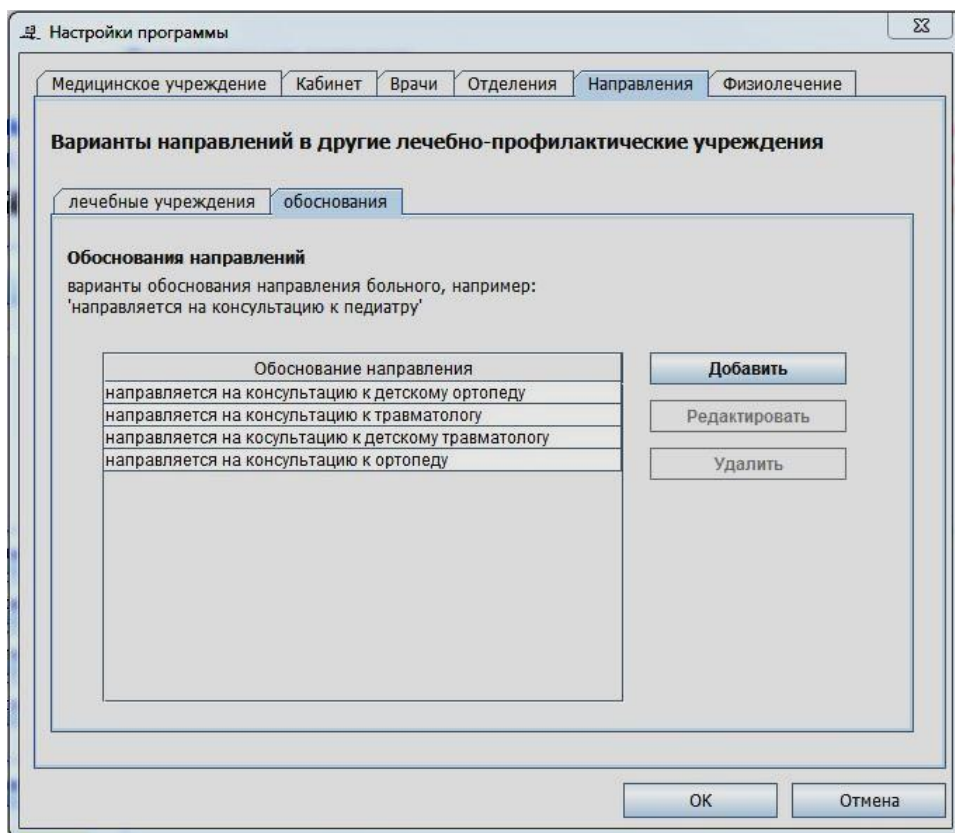 Настройки программы
Медицинское учреждение Кабинет Врачи Отделения Направления Физиолечение
Варианты направлений в другие лечебно-профилактические учреждения
лечебные учреждения обоснования
Обоснования направлений
варианты обоснования направления больного, например:
'направляется на консультацию к педиатру'
Обоснование направления
направляется на консультацию к детскому ортопеду
направляется на консультацию к травматологу
направляется на косультацию к детскому травматологу
направляется на консультацию к ортопеду
Добавить
Редактировать
Удалить
OK Отмена